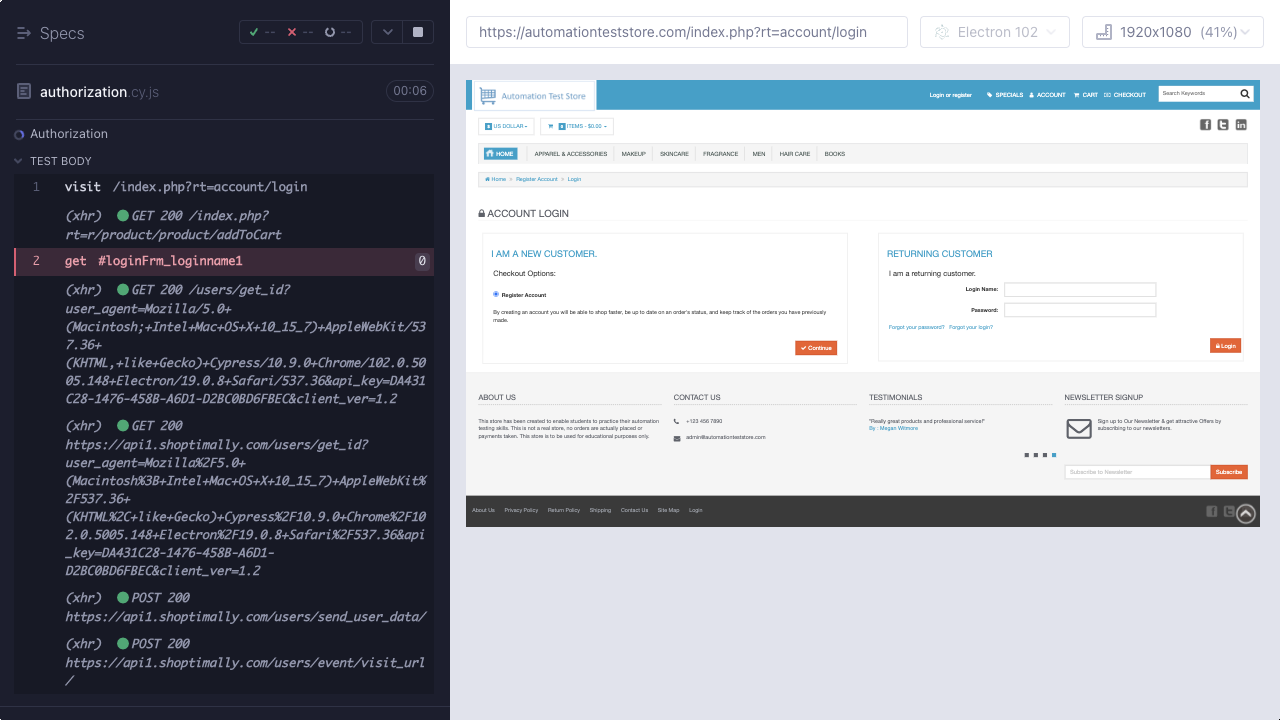 Specs
-- -- --
https://automationteststore.com/index.php?rt=account/login
Electron 102
1920x1080 (41%)
authorization.cy.js
00:06
Authorization
TEST BODY
1 visit /index.php?rt=account/login
(xhr) GET 200 /index.php?
rt=r/product/product/addToCart
2 get #loginFrm_loginname1 0
(xhr) GET 200 /users/get_id?
user_agent=Mozilla/5.0+
(Macintosh;+Intel+Mac+OS+X+10_15_7)+AppleWebKit/53
7.36+
(KHTML,+like+Gecko)+Cypress/10.9.0+Chrome/102.0.50
05.148+Electron/19.0.8+Safari/537.36&api_key=DA431
C28-1476-458B-A6D1-D2BC0BD6FBEC&client_ver=1.2
(xhr) GET 200
https://api1.shoptimally.com/users/get_id?
user_agent=Mozilla%2F5.0+
(Macintosh%3B+Intel+Mac+OS+X+10_15_7)+AppleWebKit%
2F537.36+
(KHTML%2C+like+Gecko)+Cypress%2F10.9.0+Chrome%2F10
2.0.5005.148+Electron%2F19.0.8+Safari%2F537.36&api
_key=DA431C28-1476-458B-A6D1-
D2BC0BD6FBEC&client_ver=1.2
(xhr) POST 200
https://api1.shoptimally.com/users/send_user_data/
(xhr) POST 200
https://api1.shoptimally.com/users/event/visit_url
/
Automation Test Store
Login or register
SPECIALS
ACCOUNT
CART
CHECKOUT
Search Keywords
$ US DOLLAR
0 ITEMS - $0.00
HOME
APPAREL & ACCESSORIES
MAKEUP
SKINCARE
FRAGRANCE
MEN
HAIR CARE
BOOKS
Home » Register Account » Login
ACCOUNT LOGIN
I AM A NEW CUSTOMER.
Checkout Options:
Register Account
By creating an account you will be able to shop faster, be up to date on an order's status, and keep track of the orders you have previously
made.
Continue
RETURNING CUSTOMER
I am a returning customer.
Login Name:
Password:
Forgot your password? Forgot your login?
Login
ABOUT US
This store has been created to enable students to practice their automation
testing skills. This is not a real store, no orders are actually placed or
payments taken. This store is to be used for educational purposes only.
CONTACT US
+123 456 7890
admin@automationteststore.com
TESTIMONIALS
"Really great products and professional service!"
By : Megan Wilmore
NEWSLETTER SIGNUP
Sign up to Our Newsletter & get attractive Offers by
subscribing to our newsletters.
Subscribe to Newsletter
Subscribe
About Us Privacy Policy Return Policy Shipping Contact Us Site Map Login